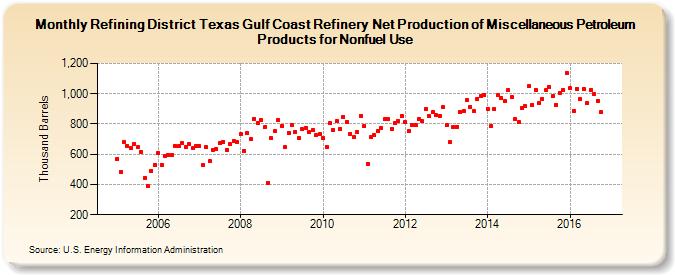 Monthly Refining District Texas Gulf Coast Refinery Net Production of Miscellaneous Petroleum
Products for Nonfuel Use
Thousand Barrels
1,200
1,000
800
600
400
200
2006 2008 2010 2012 2014 2016
Source: U.S. Energy Information Administration